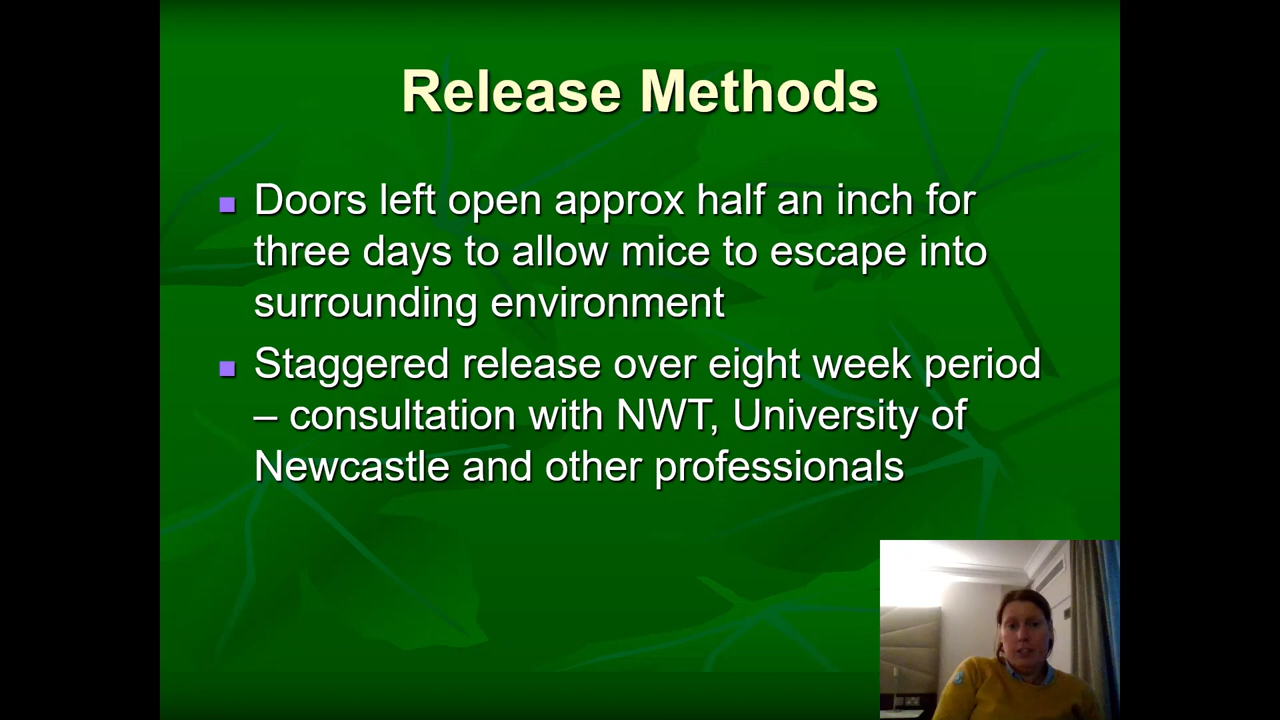 Release Methods
Doors left open approx half an inch for
three days to allow mice to escape into
surrounding environment
Staggered release over eight week period
– consultation with NWT, University of
Newcastle and other professionals